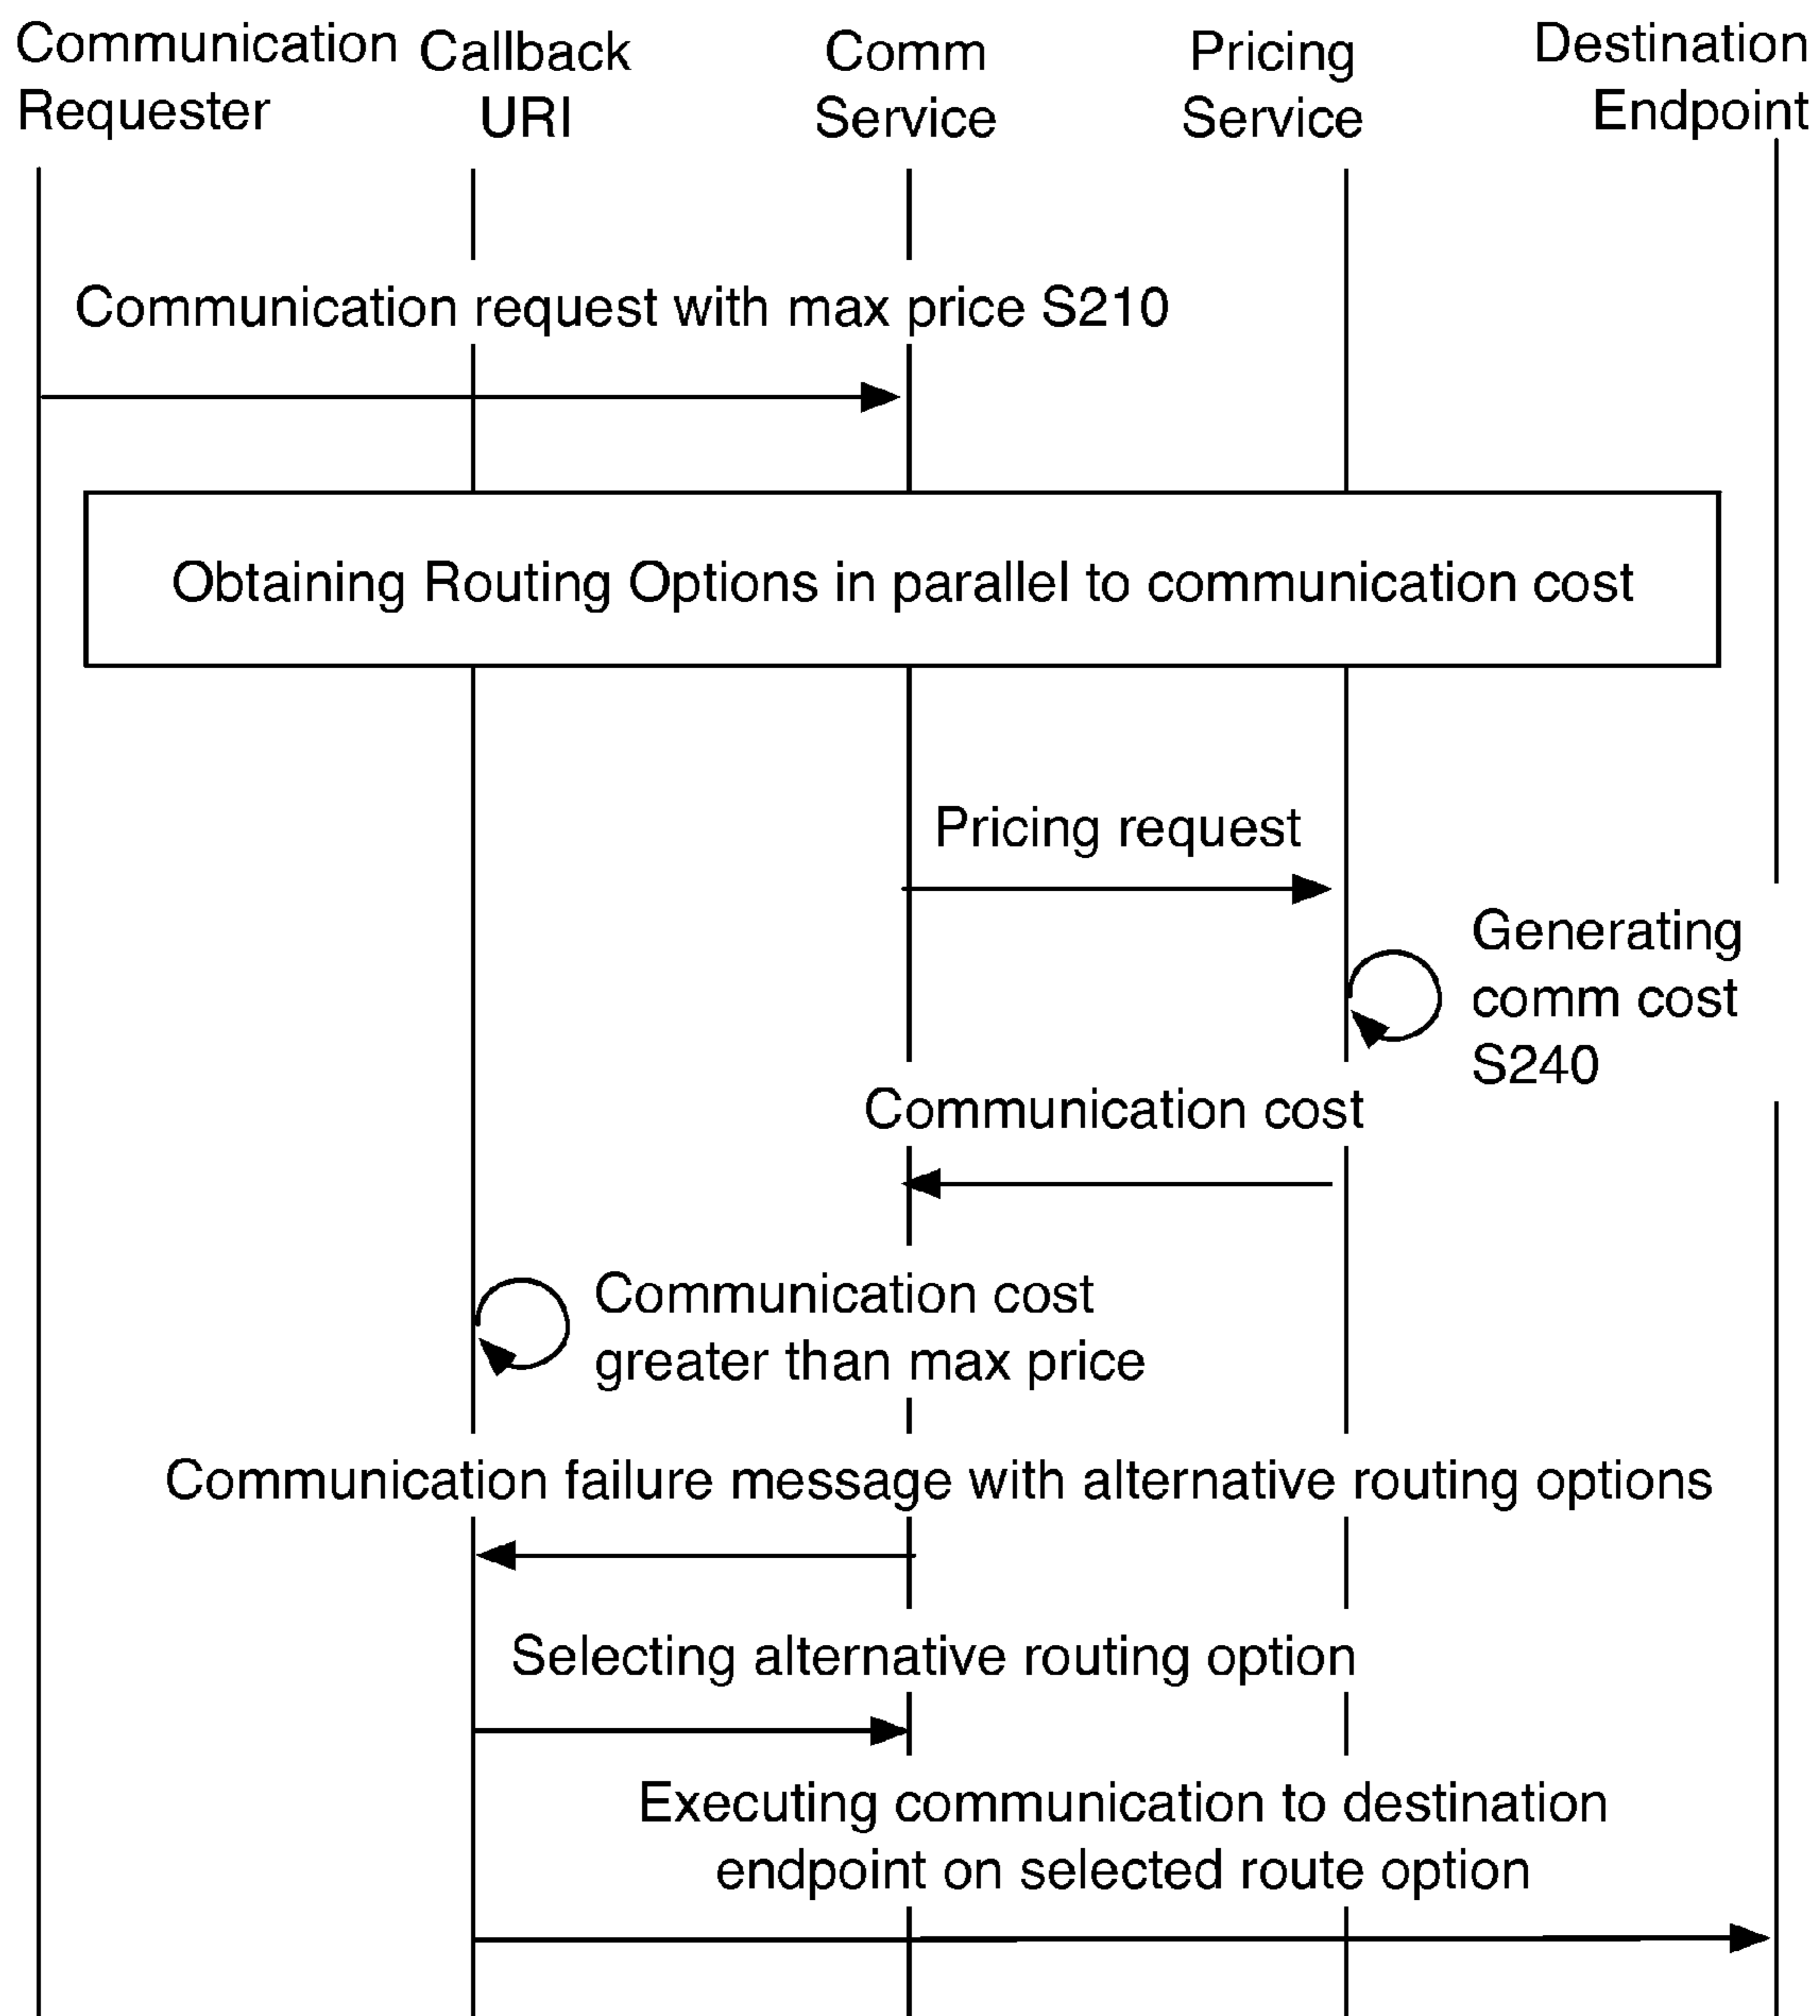 Communication
Requester
Callback
URI
Comm
Service
Pricing
Service
Destination
Endpoint
Communication request with max price S210
Obtaining Routing Options in parallel to communication cost
Pricing request
Generating
comm cost
S240
Communication cost
Communication cost
greater than max price
Communication failure message with alternative routing options
Selecting alternative routing option
Executing communication to destination
endpoint on selected route option